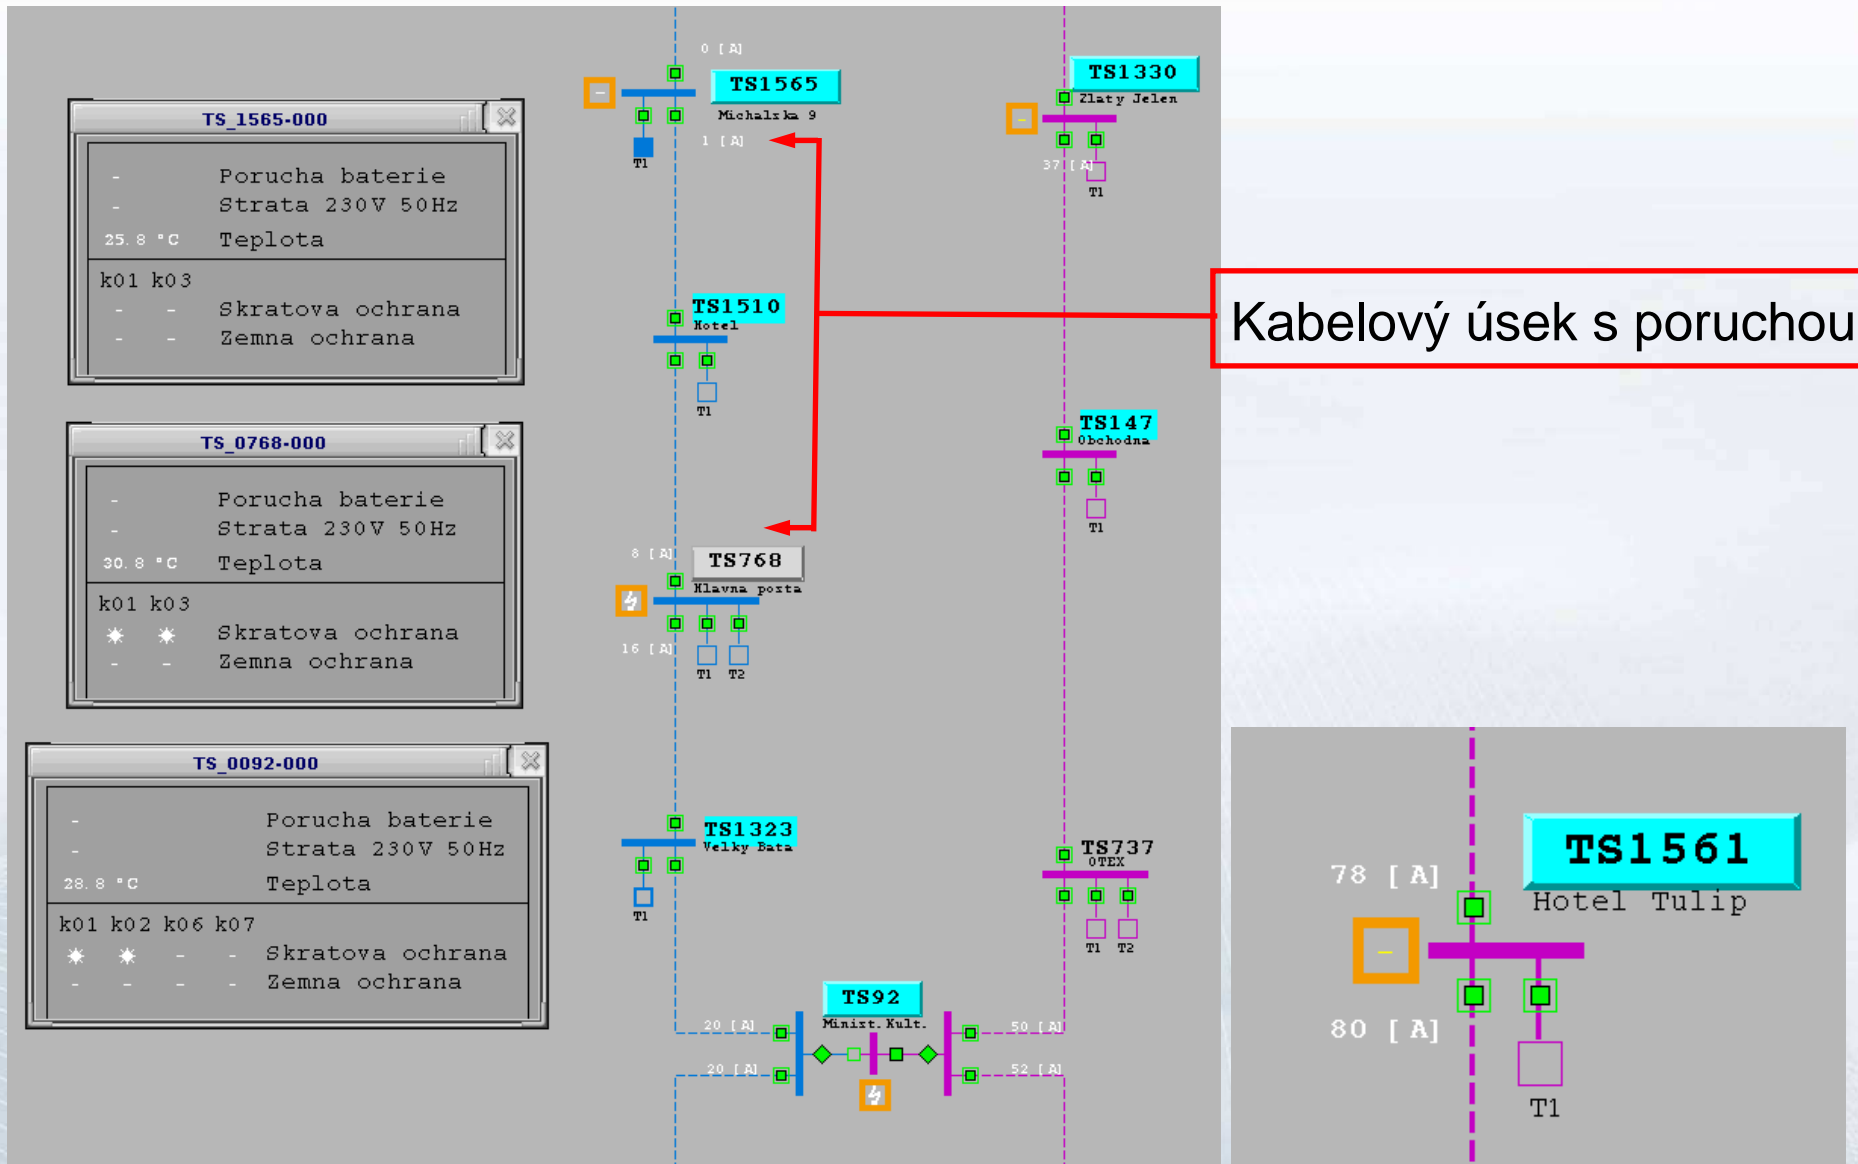 TS_1565-000
- Porucha baterie
- Strata 230V 50Hz
25.8 °C Teplota
k01 k03
- - Skratova ochrana
- - Zemna ochrana
TS_0768-000
- Porucha baterie
- Strata 230V 50Hz
30.8 °C Teplota
k01 k03
Skratova ochrana
- - Zemna ochrana
TS_0092-000
- Porucha baterie
- Strata 230V 50Hz
28.8 °C Teplota
k01 k02 k06 k07
- - Skratova ochrana
- - - - Zemna ochrana
0 [ A]
TS1565
Michalska 9
1 [ A]
T1
TS1510
Hotel
T1
8 [ A]
TS768
Hlavna posta
16 [ A]
T1 T2
TS1323
Velky Bata
T1
TS92
Minist. Kult.
20 [ A]
50 [ A]
20 [ A]
52 [ A]
TS1330
Zlaty Jelen
37 [ A]
T1
TS147
Obchodna
T1
TS737
OTEX
T1 T2
Kabelový úsek s poruchou
TS1561
Hotel Tulip
78 [ A]
80 [ A]
T1